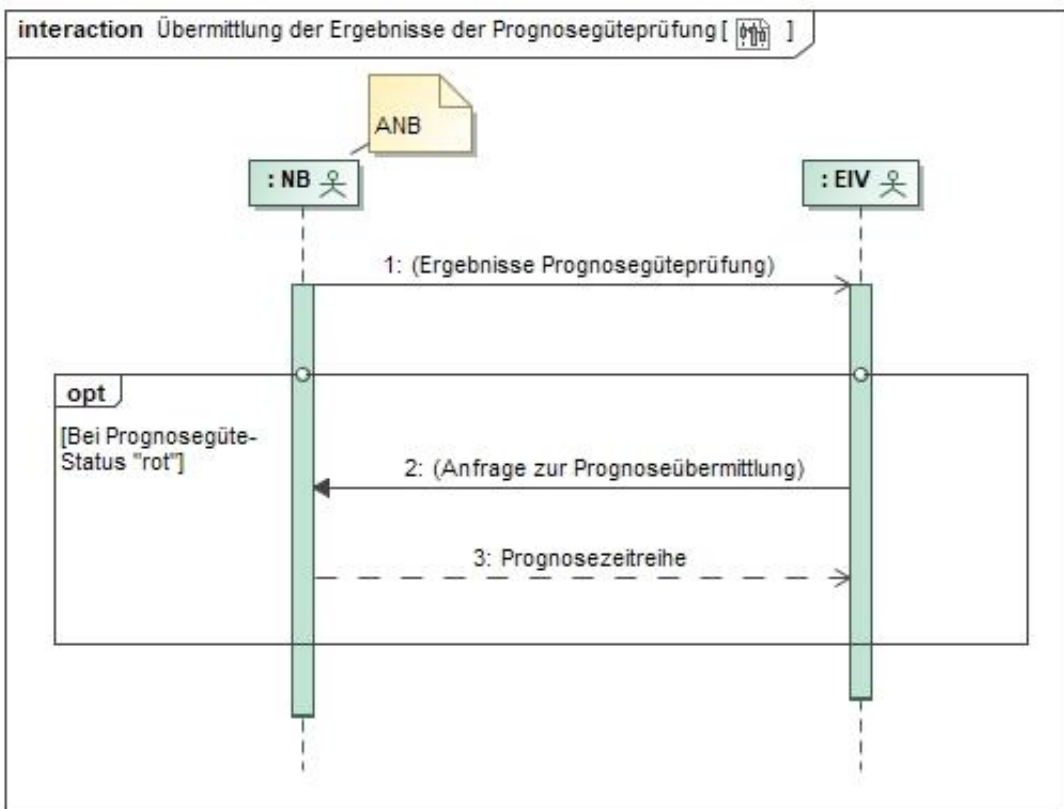 interaction Übermittlung der Ergebnisse der Prognosegüteprüfung [ ]
ANB
: NB
: EIV
1: (Ergebnisse Prognosegüteprüfung)
opt
[Bei Prognosegüte-
Status "rot"]
2: (Anfrage zur Prognoseübermittlung)
3: Prognosezeitreihe